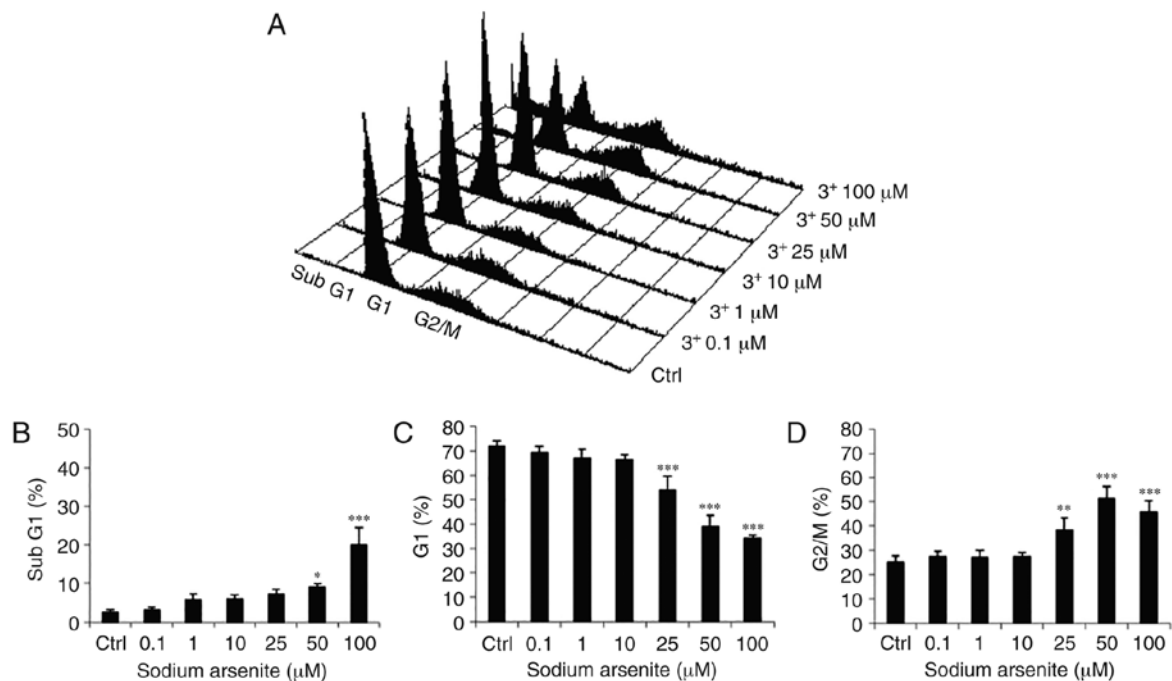 A
3+ 100 μM
3+ 50 μM
3+ 25 μM
3+ 10 μM
3+ 1 μM
3+ 0.1 μM
Ctrl
Sub G1 G1 G2/M
B
Sub G1 (%)
50
40
30
20
10
0
*
***
Ctrl 0.1 1 10 25 50 100
Sodium arsenite (μM)
C
G1 (%)
80
70
60
50
40
30
20
10
0
***
***
***
Ctrl 0.1 1 10 25 50 100
Sodium arsenite (μM)
D
G2/M (%)
80
70
60
50
40
30
20
10
0
**
***
***
Ctrl 0.1 1 10 25 50 100
Sodium arsenite (μM)